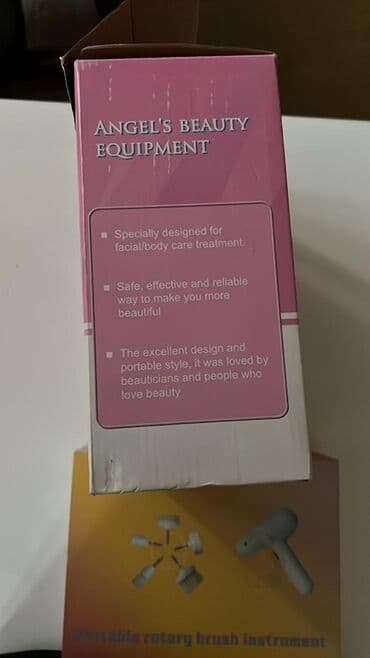 ANGEL'S BEAUTY
EQUIPMENT
Specially designed for
facial/body care treatment.
Safe, effective and reliable
way to make you more
beautiful
The excellent design and
portable style, it was loved by
beauticians and people who
love beauty
Portable rotary brush instrument